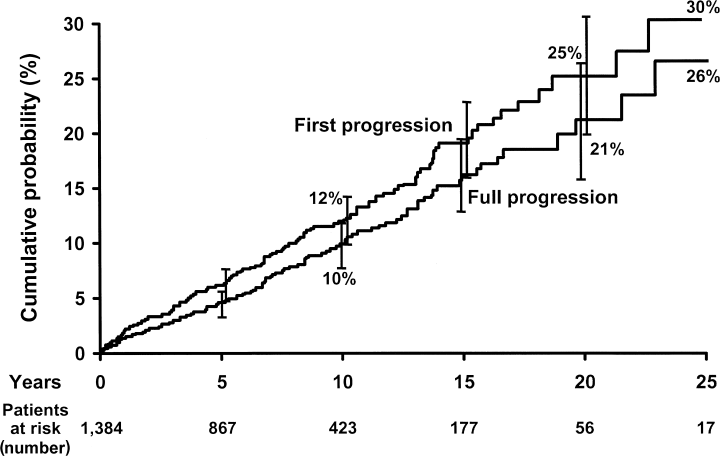 Cumulative probability (%)
30
25
20
15
10
5
0
30%
25%
26%
First progression
21%
12%
Full progression
10%
Years 0 5 10 15 20 25
Patients
at risk 1,384 867 423 177 56 17
(number)